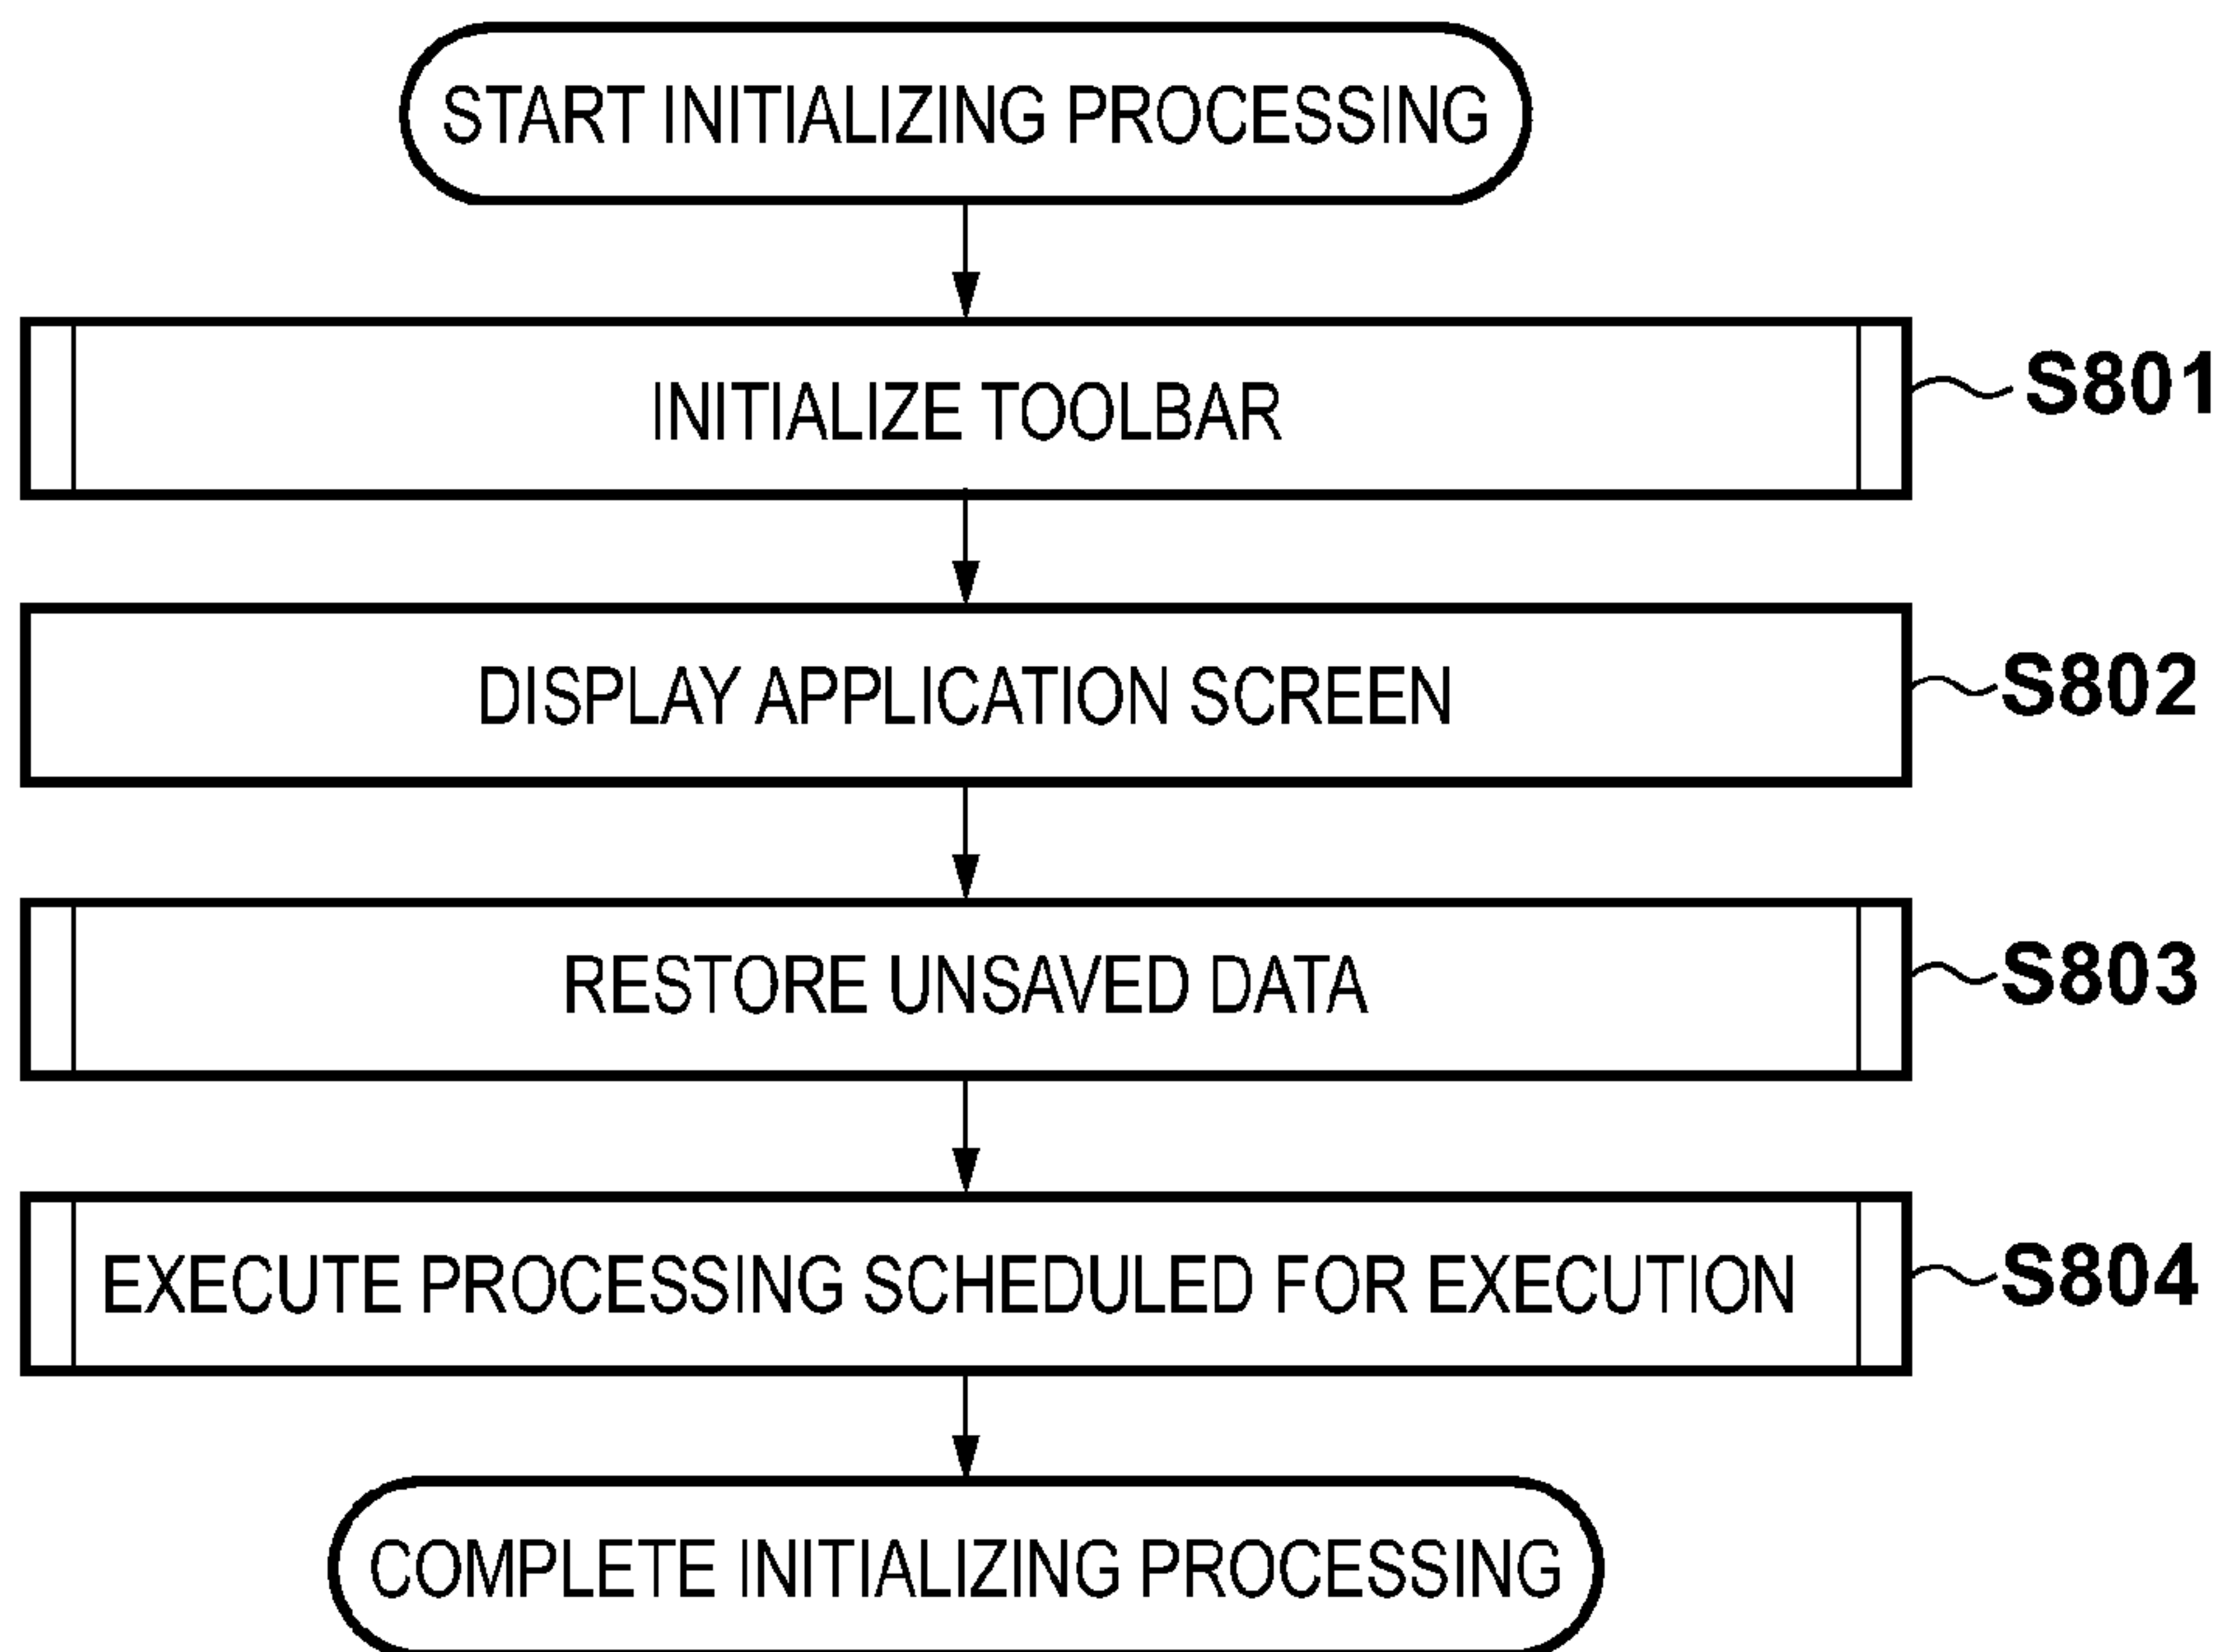 START INITIALIZING PROCESSING
INITIALIZE TOOLBAR
S801
DISPLAY APPLICATION SCREEN
S802
RESTORE UNSAVED DATA
S803
EXECUTE PROCESSING SCHEDULED FOR EXECUTION
S804
COMPLETE INITIALIZING PROCESSING